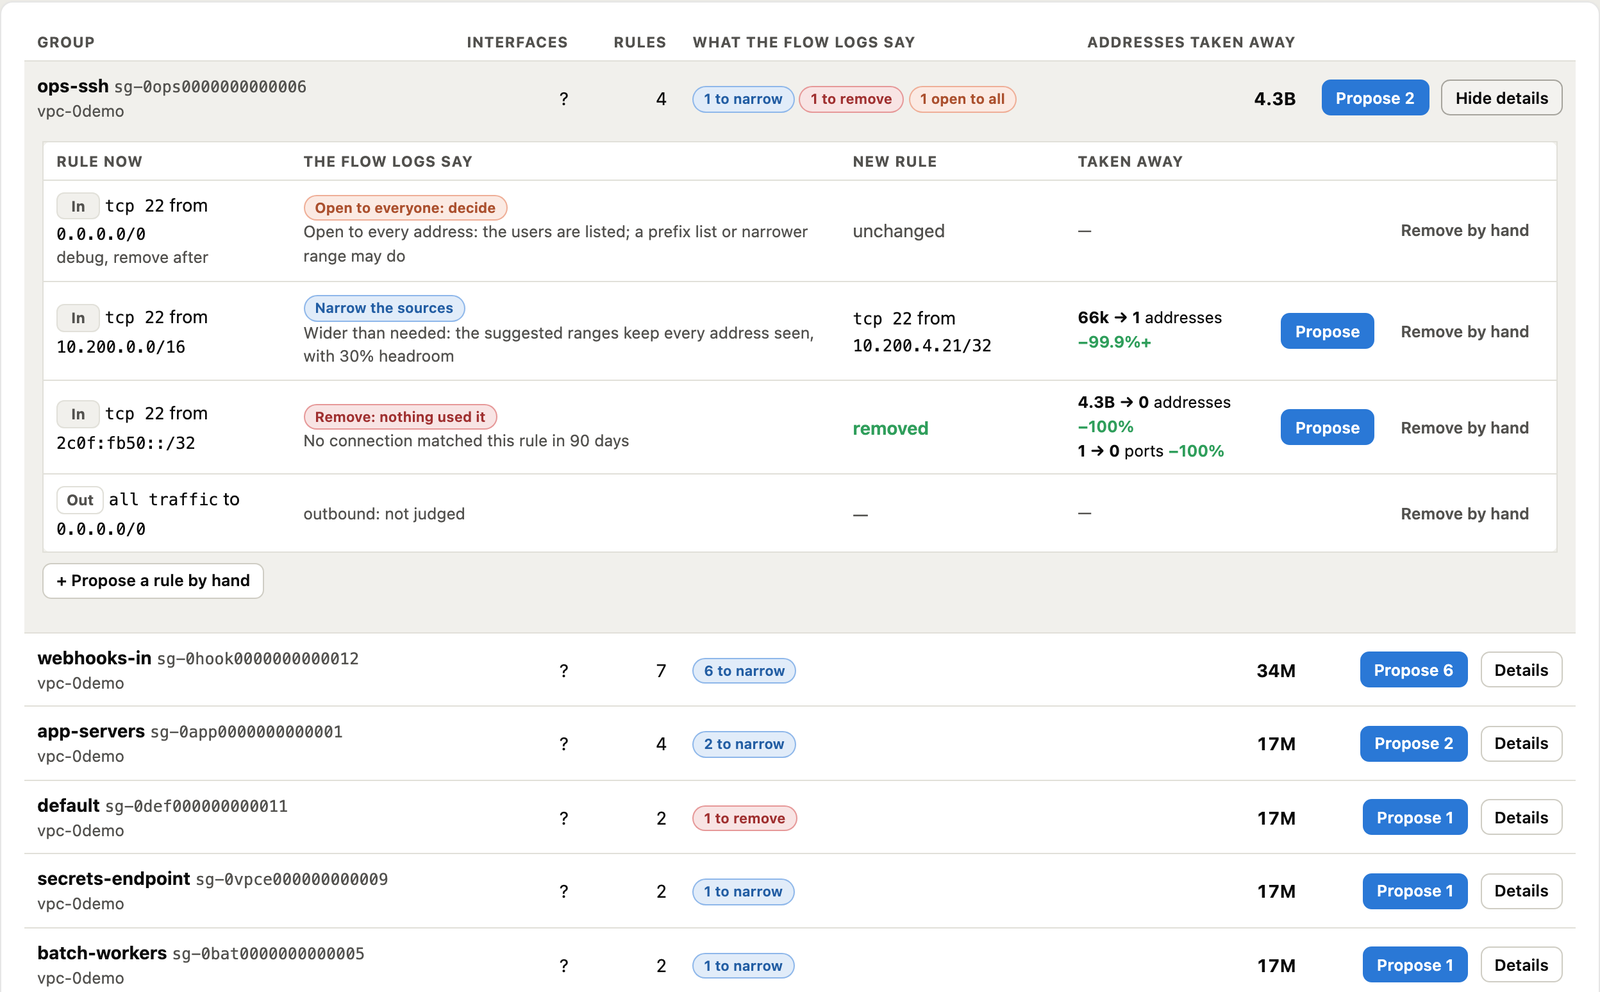 GROUP INTERFACES RULES WHAT THE FLOW LOGS SAY ADDRESSES TAKEN AWAY
ops-ssh sg-0ops0000000000006
vpc-0demo
? 4 1 to narrow 1 to remove 1 open to all 4.3B Propose 2 Hide details
RULE NOW THE FLOW LOGS SAY NEW RULE TAKEN AWAY
In tcp 22 from
0.0.0.0/0
debug, remove after
Open to everyone: decide
Open to every address: the users are listed; a prefix list or narrower
range may do
unchanged
—
Remove by hand
In tcp 22 from
10.200.0.0/16
Narrow the sources
Wider than needed: the suggested ranges keep every address seen,
with 30% headroom
tcp 22 from
10.200.4.21/32
66k → 1 addresses
−99.9%+
Propose
Remove by hand
In tcp 22 from
2c0f:fb50::/32
Remove: nothing used it
No connection matched this rule in 90 days
removed
4.3B → 0 addresses
−100%
1 → 0 ports −100%
Propose
Remove by hand
Out all traffic to
0.0.0.0/0
outbound: not judged
—
—
Remove by hand
+ Propose a rule by hand
webhooks-in sg-0hook0000000000012
vpc-0demo
? 7 6 to narrow 34M Propose 6 Details
app-servers sg-0app0000000000001
vpc-0demo
? 4 2 to narrow 17M Propose 2 Details
default sg-0def000000000011
vpc-0demo
? 2 1 to remove 17M Propose 1 Details
secrets-endpoint sg-0vpce000000000009
vpc-0demo
? 2 1 to narrow 17M Propose 1 Details
batch-workers sg-0bat0000000000005
vpc-0demo
? 2 1 to narrow 17M Propose 1 Details